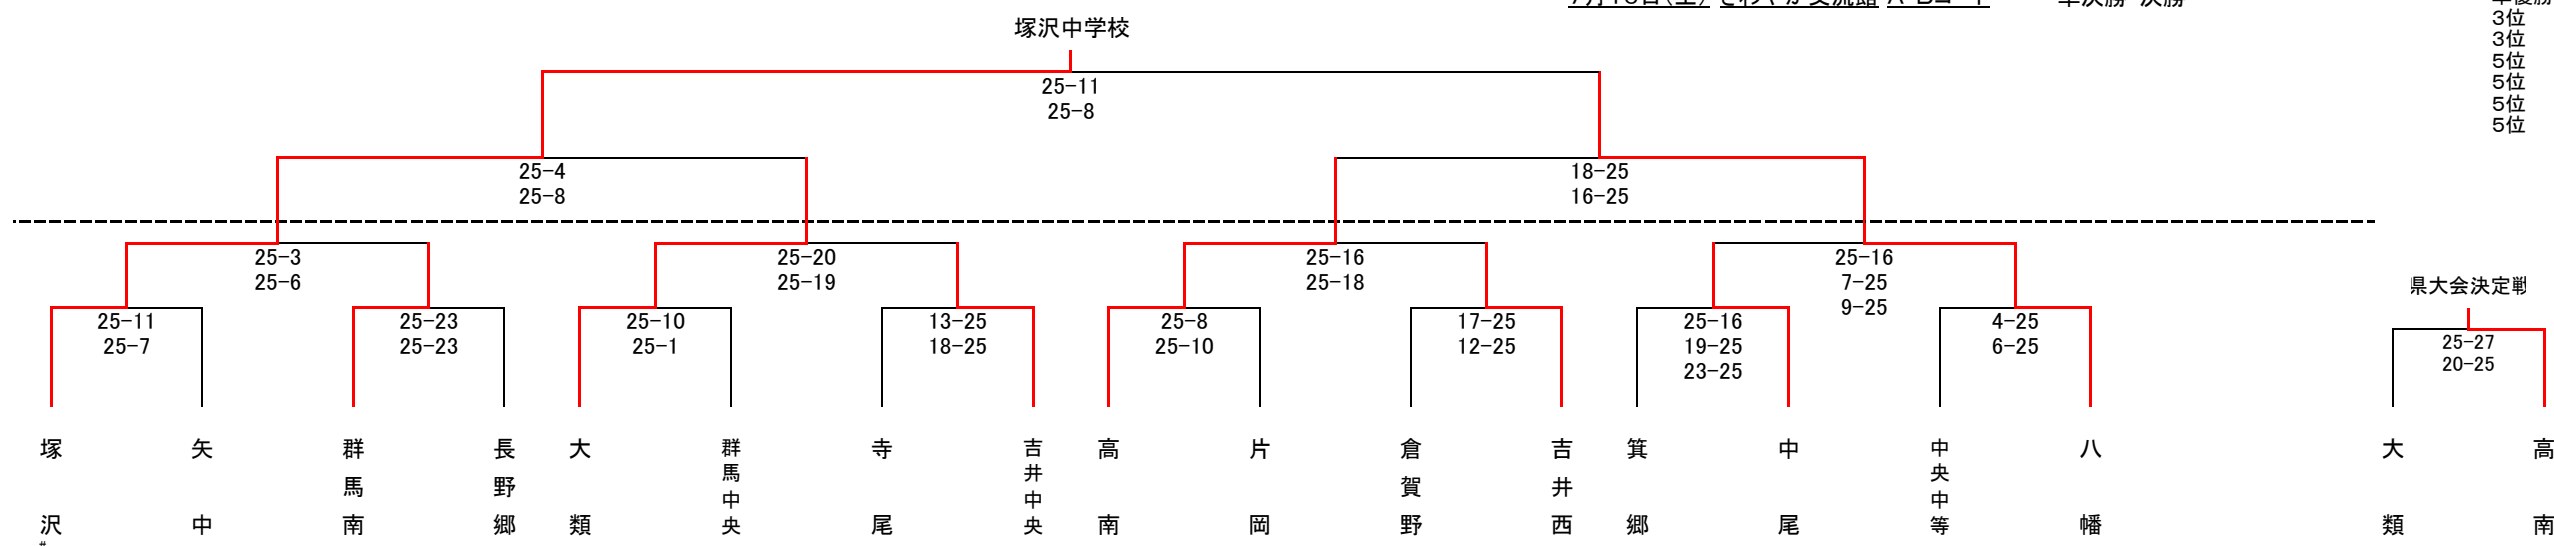 塚沢中学校
3位
3位
5位
5位
5位
5位
25-11
25-8
25-4
25-8
18-25
16-25
25-3
25-6
25-20
25-19
25-16
25-18
25-16
7-25
9-25
県大会決定戦
25-11
25-7
25-23
25-23
25-10
25-1
13-25
18-25
25-8
25-10
17-25
12-25
25-16
19-25
23-25
4-25
6-25
25-27
20-25
塚沢
矢中
群馬南
長野郷
大類
群馬中央
寺尾
吉井中央
高南
片岡
倉賀野
吉井西
箕郷
中尾
中央中等
八幡
大類
高南